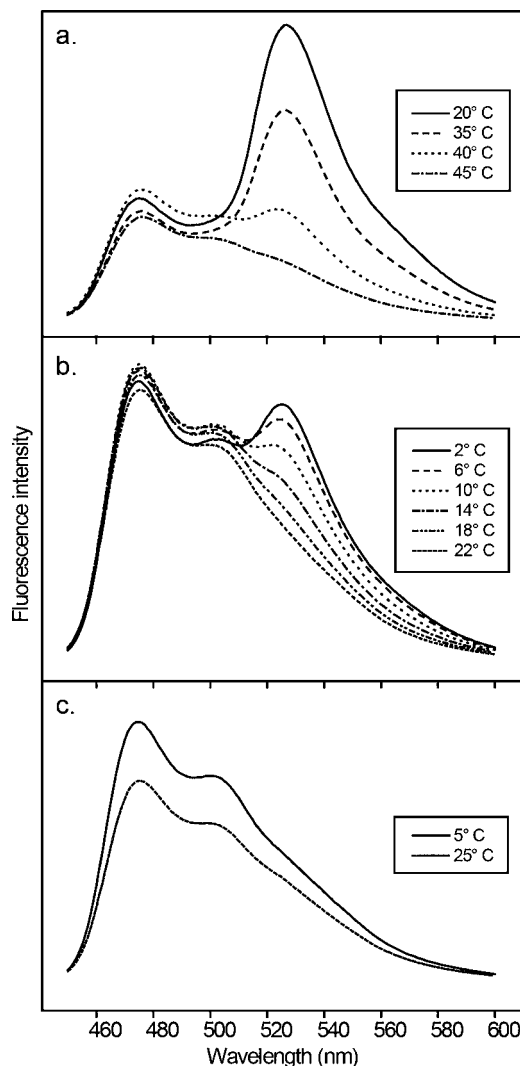 a.
20° C
35° C
40° C
45° C
b.
2° C
6° C
10° C
14° C
18° C
22° C
Fluorescence intensity
c.
5° C
25° C
460 480 500 520 540 560 580 600
Wavelength (nm)